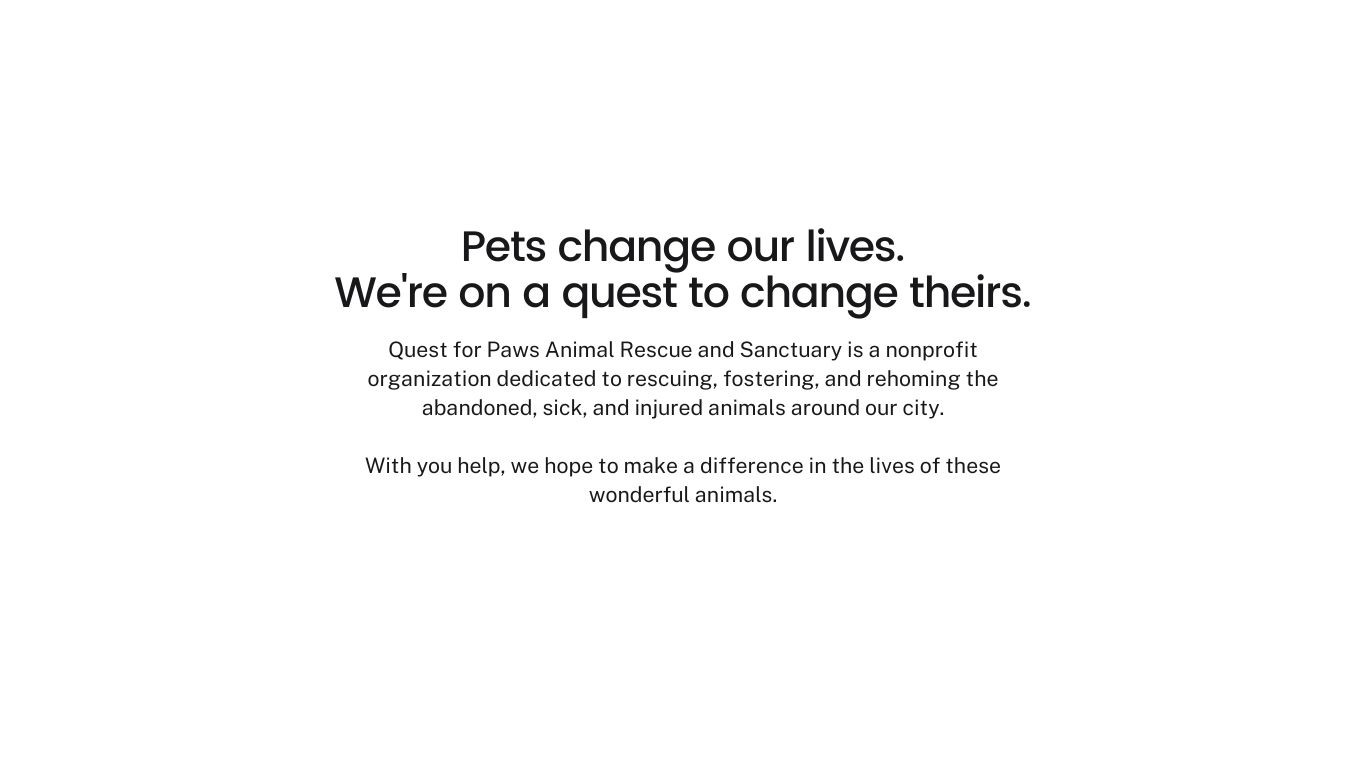 Pets change our lives.
We're on a quest to change theirs.
Quest for Paws Animal Rescue and Sanctuary is a nonprofit
organization dedicated to rescuing, fostering, and rehoming the
abandoned, sick, and injured animals around our city.
With you help, we hope to make a difference in the lives of these
wonderful animals.